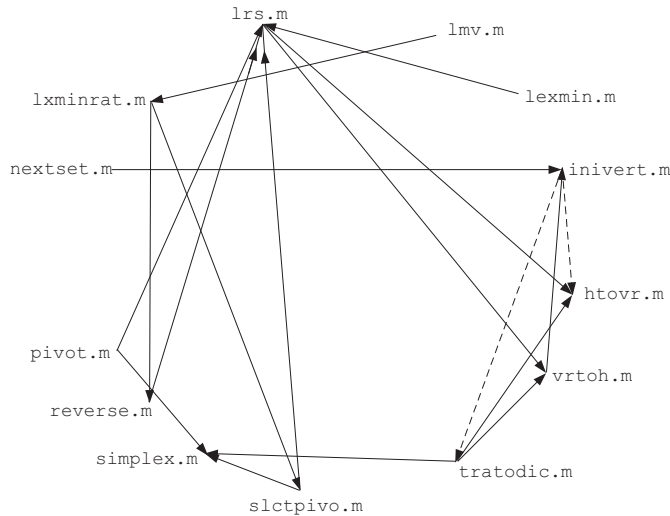 lrs.m
lmv.m
lxminrat.m
lexmin.m
nextset.m
inivert.m
htovr.m
pivot.m
vrtoh.m
reverse.m
simplex.m
tratodic.m
slctpivo.m